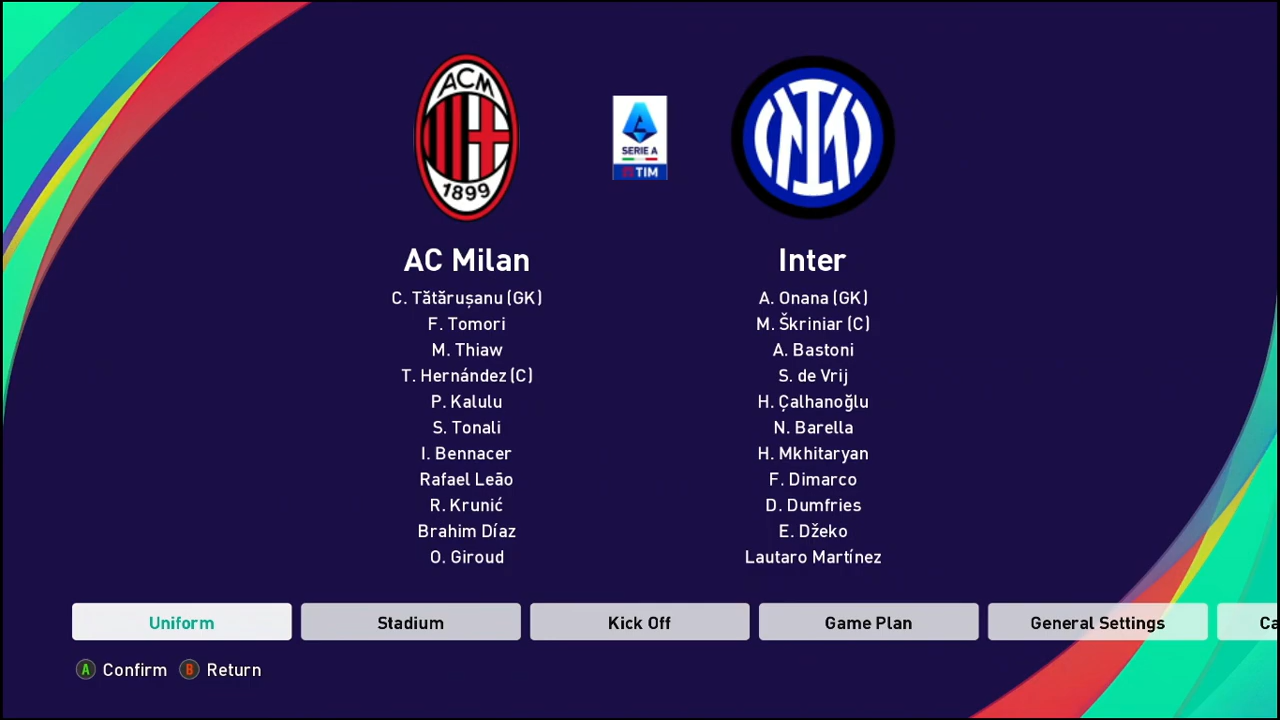 ACM
1899
SERIE A
TIM
AC Milan
C. Tătărușanu (GK)
F. Tomori
M. Thiaw
T. Hernández (C)
P. Kalulu
S. Tonali
I. Bennacer
Rafael Leão
R. Krunić
Brahim Díaz
O. Giroud
Inter
A. Onana (GK)
M. Škriniar (C)
A. Bastoni
S. de Vrij
H. Çalhanoğlu
N. Barella
H. Mkhitaryan
F. Dimarco
D. Dumfries
E. Džeko
Lautaro Martínez
Uniform
Stadium
Kick Off
Game Plan
General Settings
Ca
A Confirm B Return